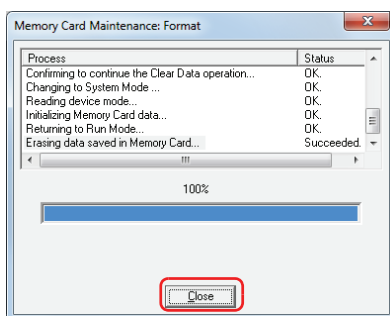 Memory Card Maintenance: Format
Process Status
Confirming to continue the Clear Data operation... OK.
Changing to System Mode ... OK.
Reading device mode... OK.
Initializing Memory Card data... OK.
Returning to Run Mode... OK.
Erasing data saved in Memory Card... Succeeded.
100%
Close